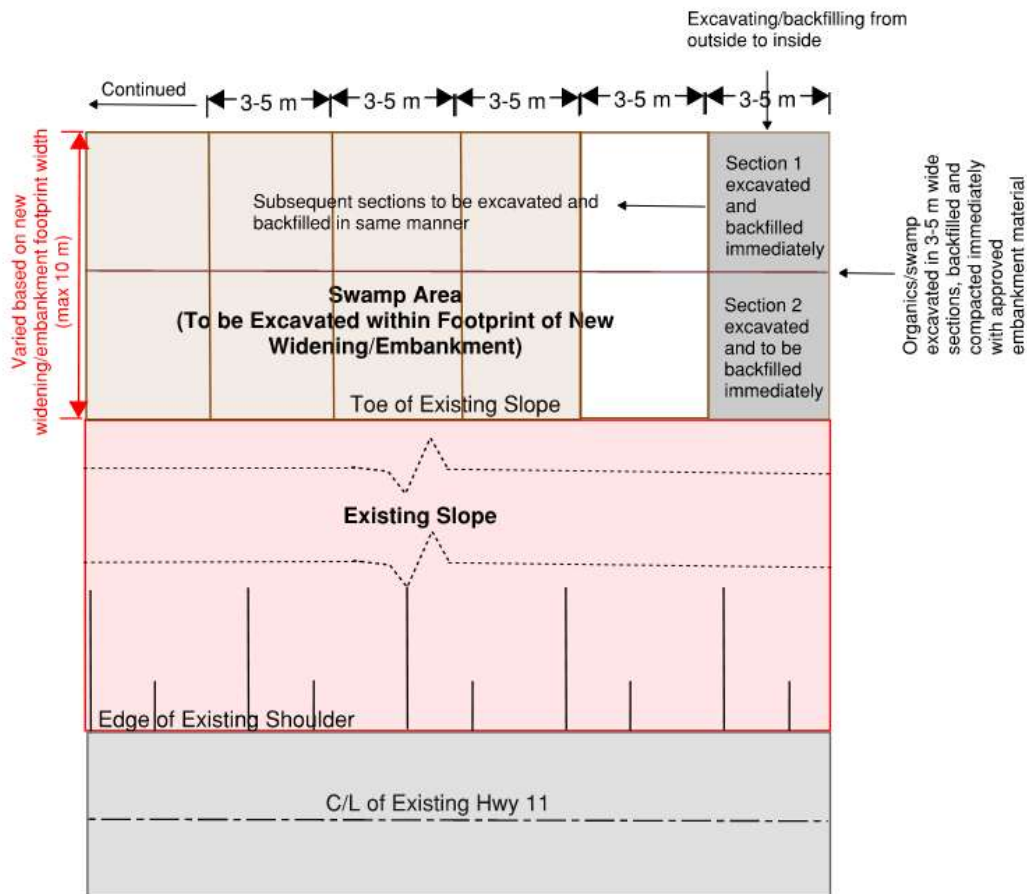 Excavating/backfilling from
outside to inside
Continued
3-5 m
3-5 m
3-5 m
3-5 m
3-5 m
Varied based on new
widening/embankment footprint width
(max 10 m)
Subsequent sections to be excavated and
backfilled in same manner
Section 1
excavated
and
backfilled
immediately
Organics/swamp
excavated in 3-5 m wide
sections, backfilled and
compacted immediately
with approved
embankment material
Swamp Area
(To be Excavated within Footprint of New
Widening/Embankment)
Section 2
excavated
and to be
backfilled
immediately
Toe of Existing Slope
Existing Slope
Edge of Existing Shoulder
C/L of Existing Hwy 11